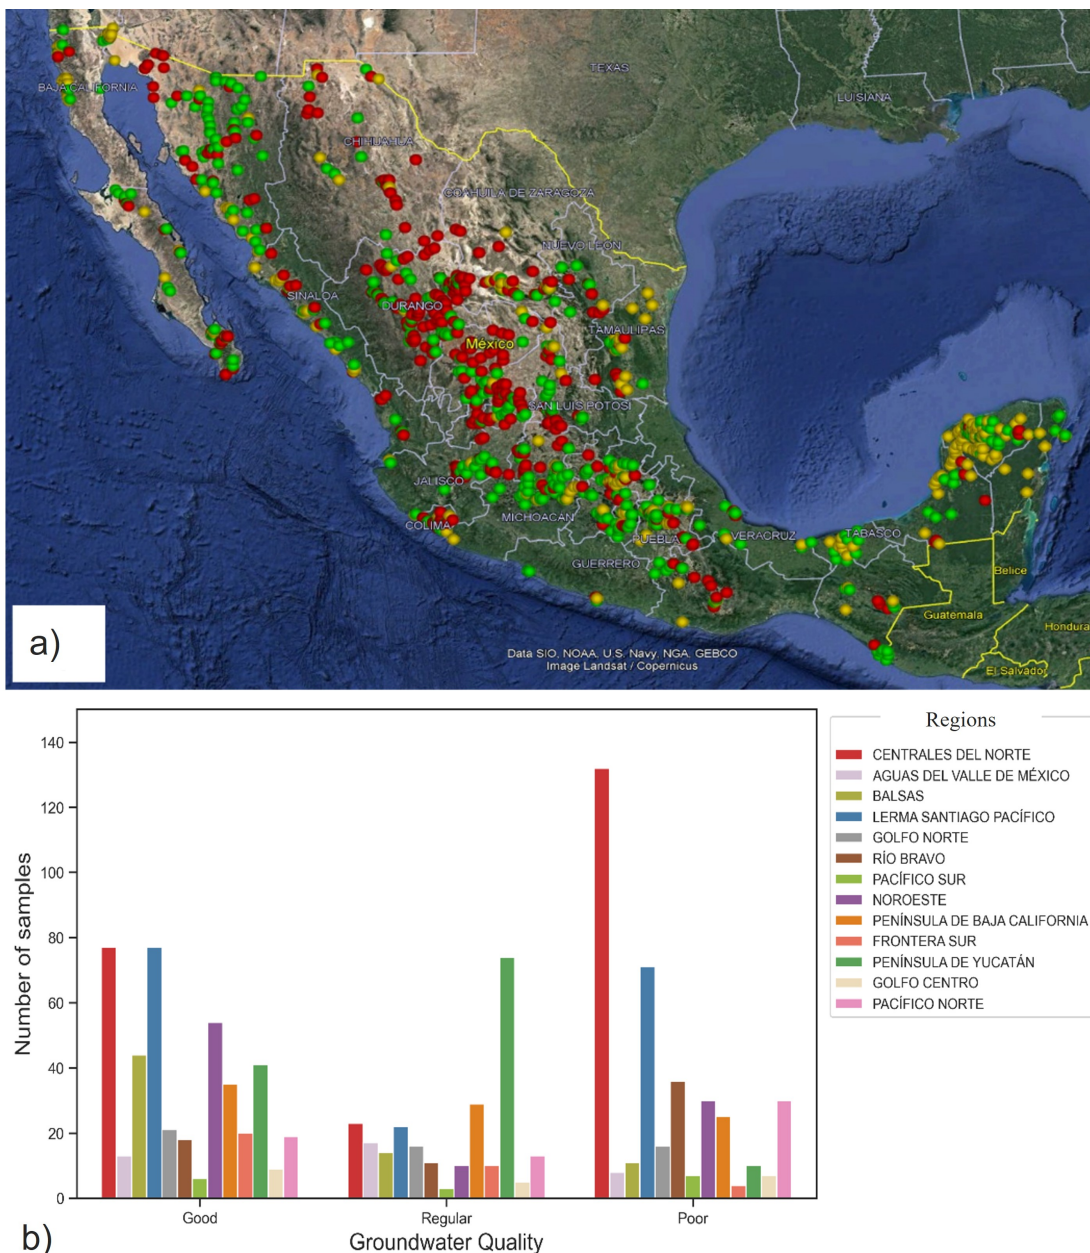 TEXAS
LUISIANA
BAJA CALIFORNIA
CHIHUAHUA
COAHUILA DE ZARAGOZA
NUEVO LEON
SINALOA
DURANGO
TAMAULIPAS
México
SAN LUIS POTOSI
JALISCO
COLIMA
MICHOACÁN
PUEBLA
VERACRUZ
TABASCO
GUERRERO
Belice
Guatemala
Hondura
El Salvador
Data SIO, NOAA, U.S. Navy, NGA, GEBCO
Image Landsat / Copernicus
a)
140
120
100
80
60
40
20
0
Number of samples
Good
Regular
Poor
Groundwater Quality
b)
Regions
CENTRALES DEL NORTE
AGUAS DEL VALLE DE MÉXICO
BALSAS
LERMA SANTIAGO PACÍFICO
GOLFO NORTE
RÍO BRAVO
PACÍFICO SUR
NOROESTE
PENÍNSULA DE BAJA CALIFORNIA
FRONTERA SUR
PENÍNSULA DE YUCATÁN
GOLFO CENTRO
PACÍFICO NORTE